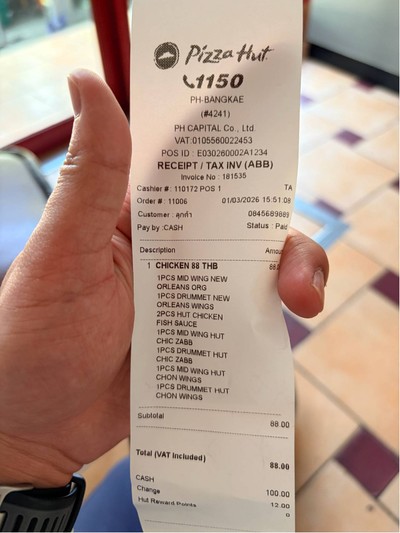 Pizza Hut
1150
PH-BANGKAE
(#4241)
PH CAPITAL Co., Ltd.
VAT:0105560022453
POS ID : E030260002A1234
RECEIPT / TAX INV (ABB)
Invoice No : 181535
Cashier # : 110172 POS 1 TA
Order # : 11006 01/03/2026 15:51:08
Customer : ลูกค้า 0845689889
Pay by :CASH Status : Paid
Description
1 CHICKEN 88 THB
1PCS MID WING NEW
ORLEANS ORG
1PCS DRUMMET NEW
ORLEANS WINGS
2PCS HUT CHICKEN
FISH SAUCE
1PCS MID WING HUT
CHIC ZABB
1PCS DRUMMET HUT
CHIC ZABB
1PCS MID WING HUT
CHON WINGS
1PCS DRUMMET HUT
CHON WINGS
Subtotal 88.00
Total (VAT Included) 88.00
CASH 100.00
Change 12.00
Hut Reward Points 0